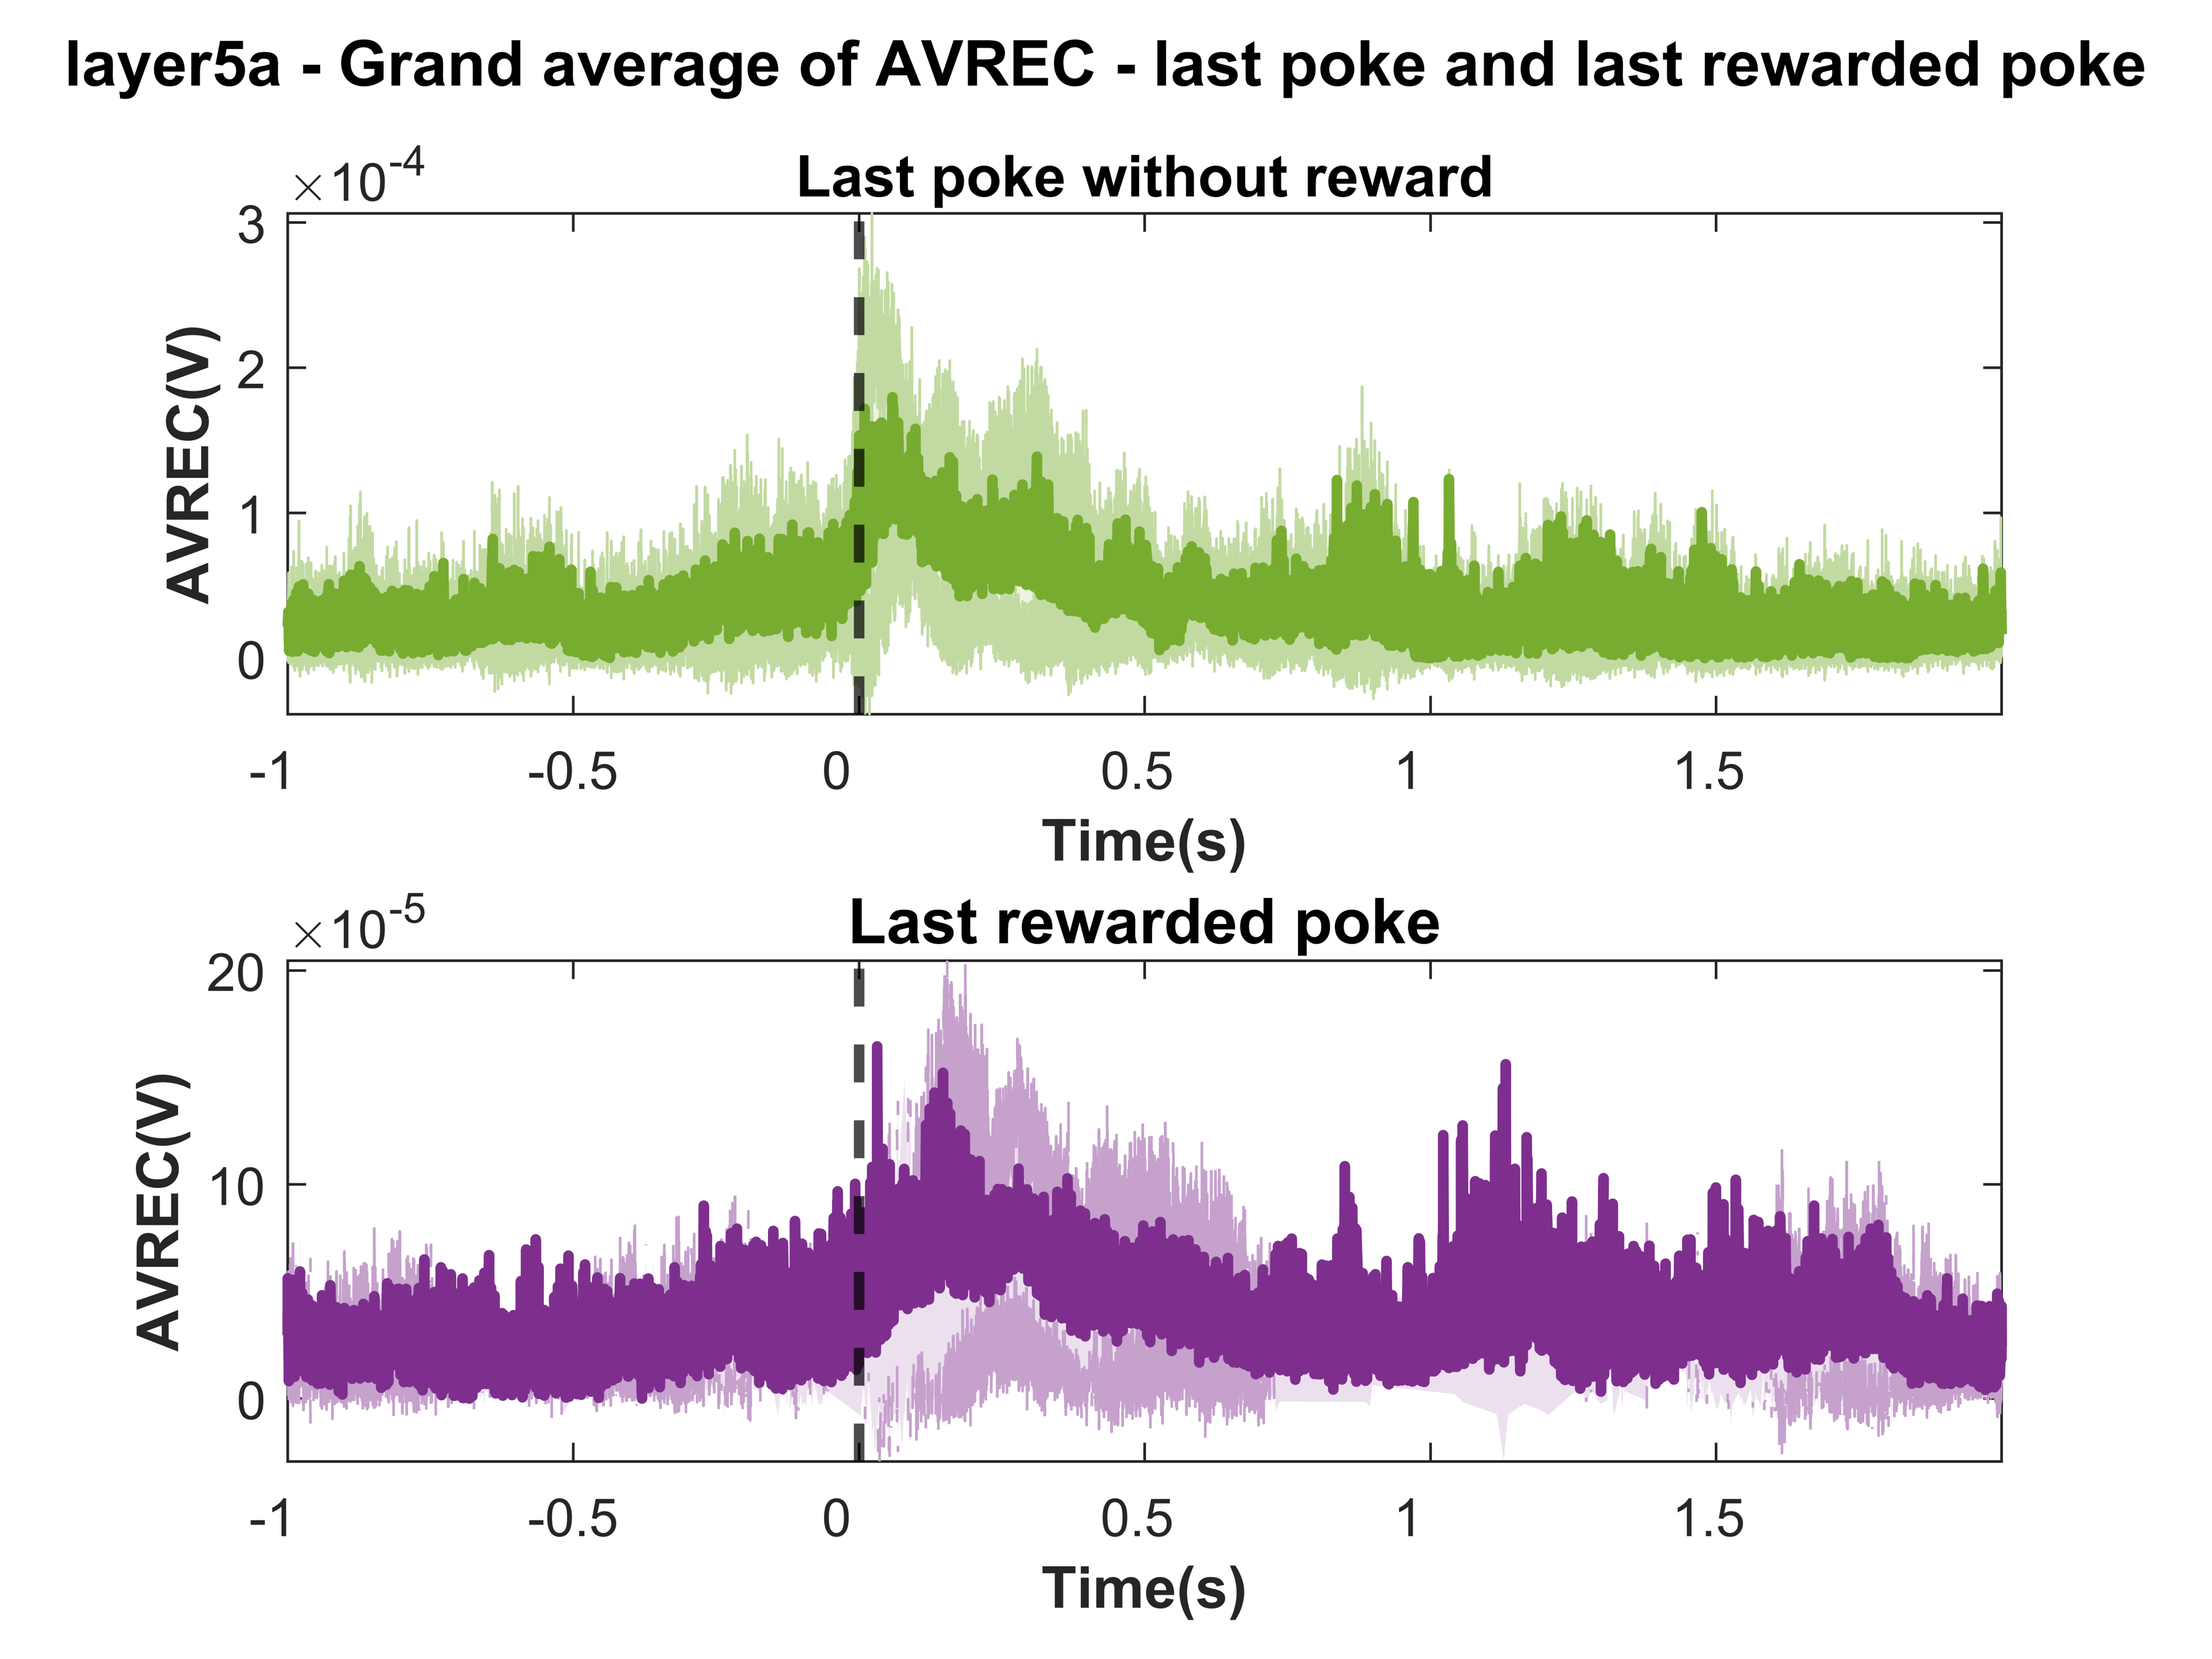 layer5a - Grand average of AVREC - last poke and last rewarded poke
×10-4
Last poke without reward
3
2
1
0
AVREC(V)
-1 -0.5 0 0.5 1 1.5
Time(s)
×10-5
Last rewarded poke
20
10
0
AVREC(V)
-1 -0.5 0 0.5 1 1.5
Time(s)